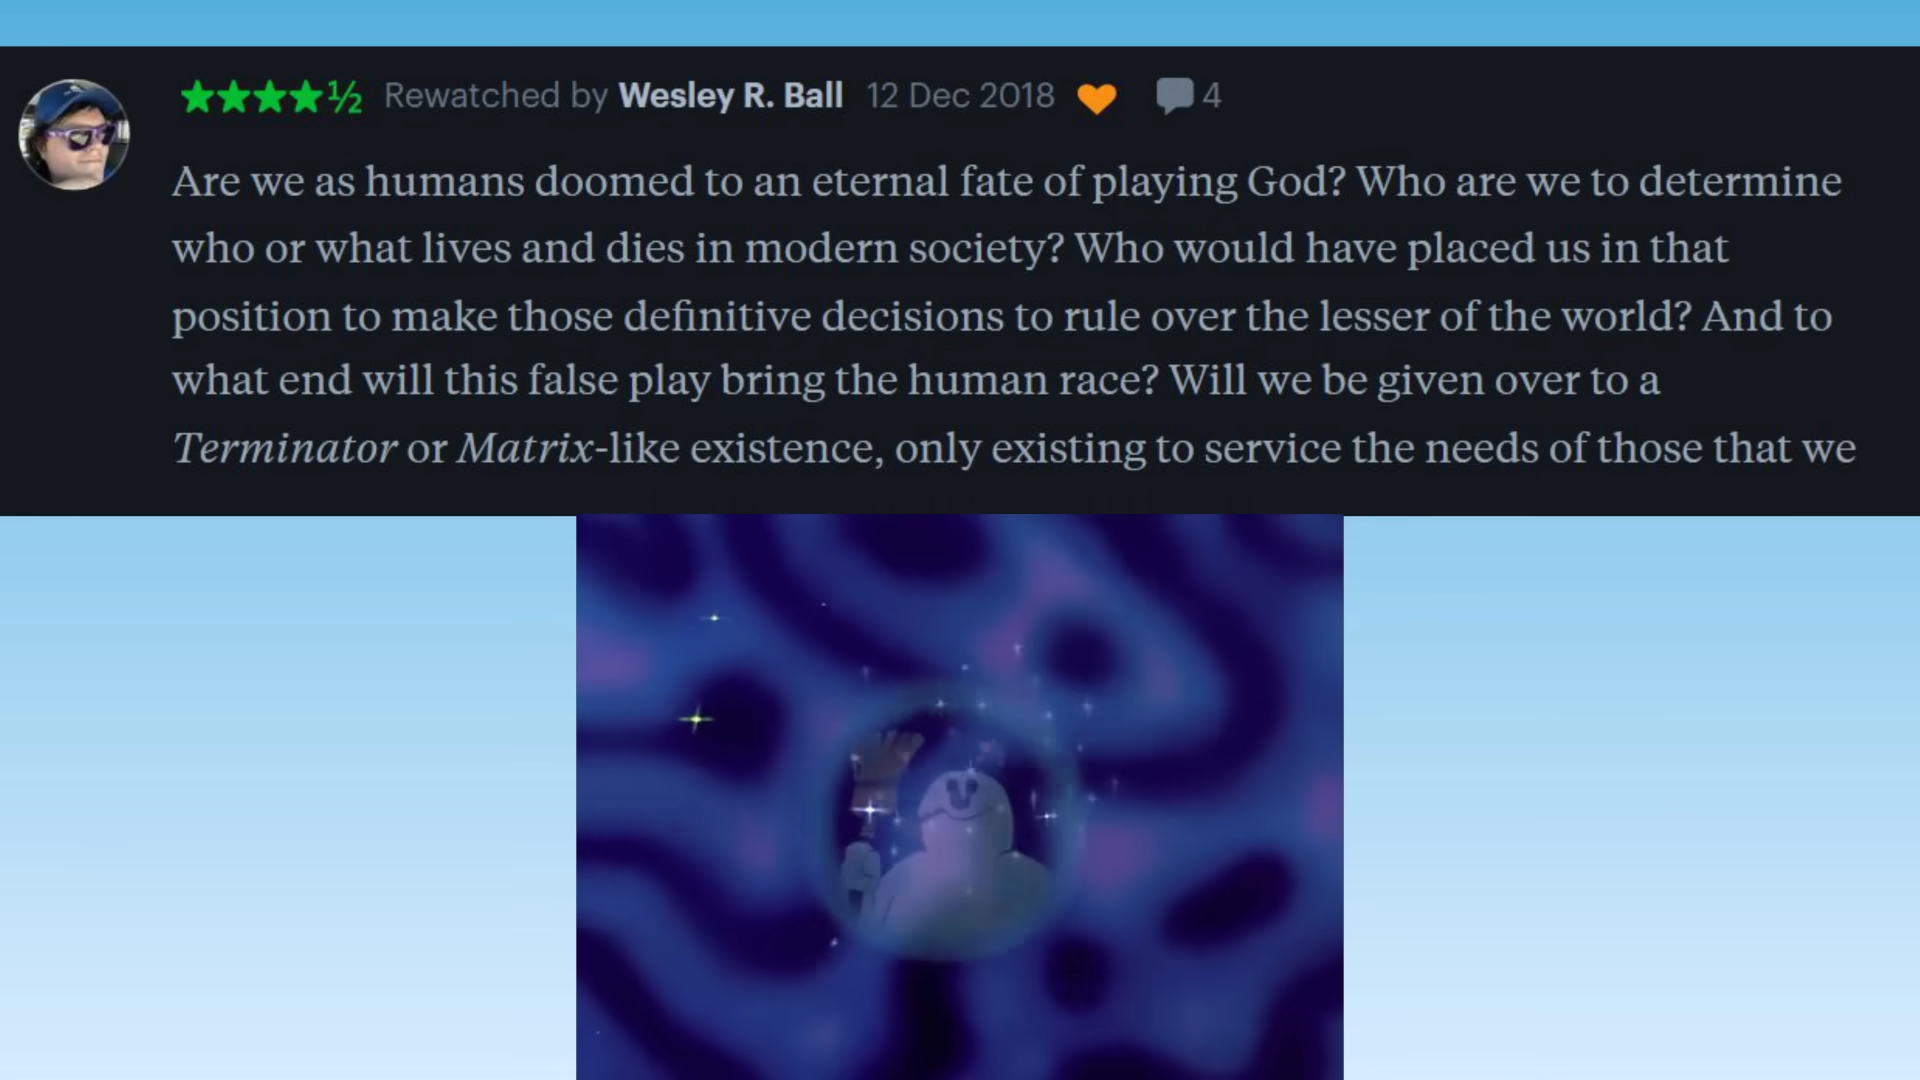 ★★★★½ Rewatched by Wesley R. Ball 12 Dec 2018 4
Are we as humans doomed to an eternal fate of playing God? Who are we to determine
who or what lives and dies in modern society? Who would have placed us in that
position to make those definitive decisions to rule over the lesser of the world? And to
what end will this false play bring the human race? Will we be given over to a
Terminator or Matrix-like existence, only existing to service the needs of those that we